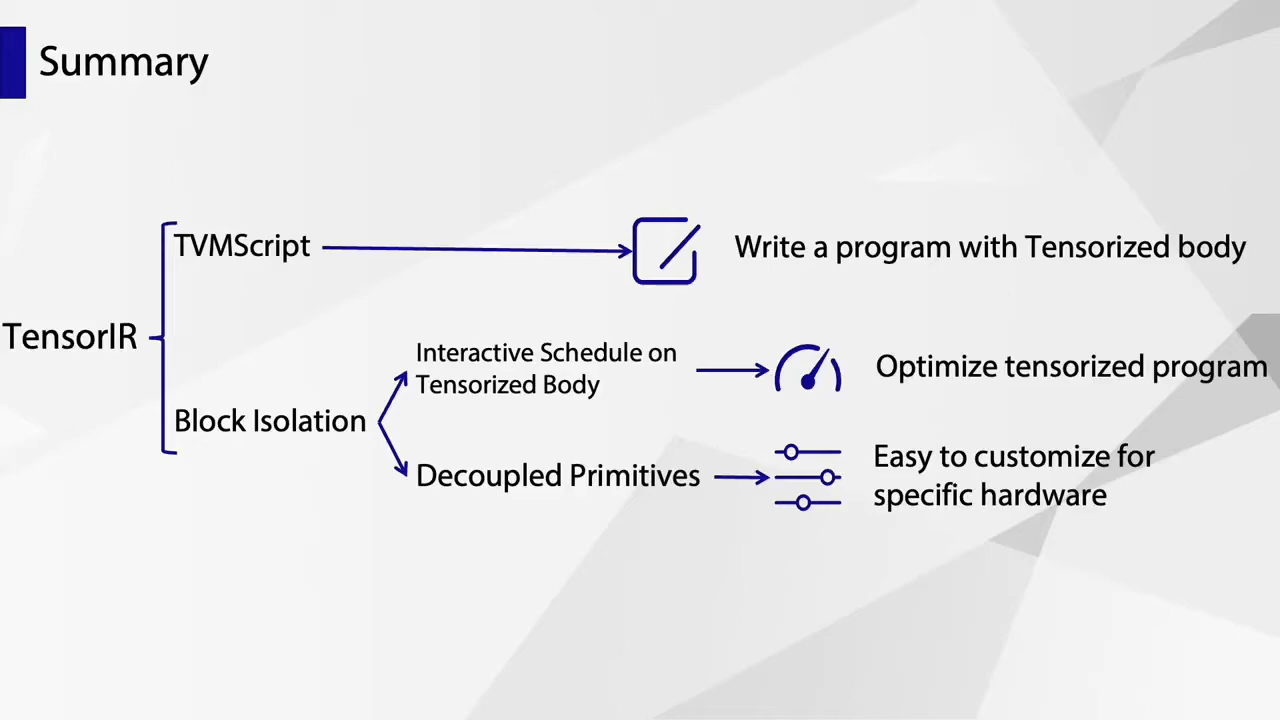 Summary
TVMScript
Write a program with Tensorized body
TensorIR
Interactive Schedule on
Tensorized Body
Optimize tensorized program
Block Isolation
Decoupled Primitives
Easy to customize for
specific hardware